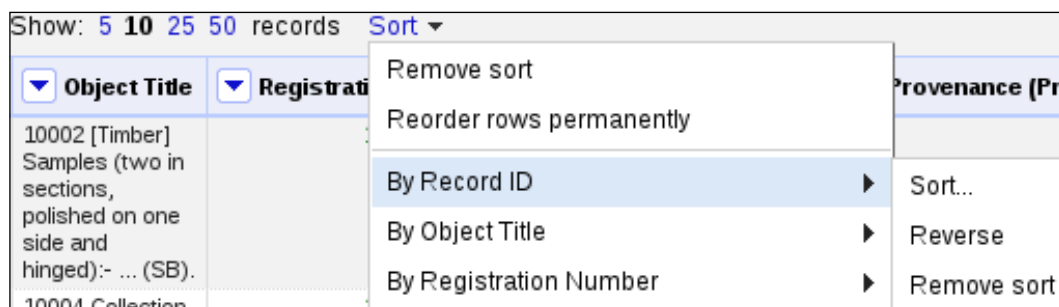 Show: 5 10 25 50 records Sort
Object Title Registrati Provenance (Pr
Remove sort
Reorder rows permanently
By Record ID
By Object Title
By Registration Number
Sort...
Reverse
Remove sort
10002 [Timber]
Samples (two in
sections,
polished on one
side and
hinged):- ... (SB).
10004 Collection